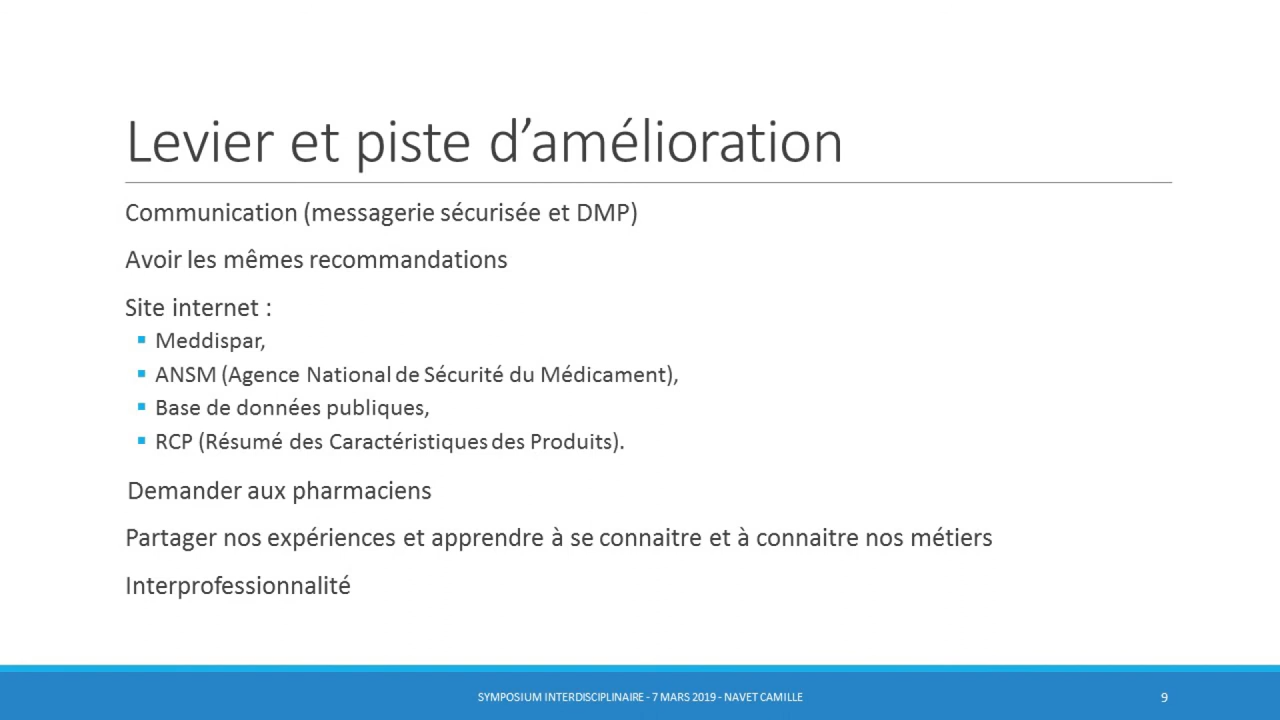 Levier et piste d’amélioration
Communication (messagerie sécurisée et DMP)
Avoir les mêmes recommandations
Site internet :
▪ Meddispar,
▪ ANSM (Agence National de Sécurité du Médicament),
▪ Base de données publiques,
▪ RCP (Résumé des Caractéristiques des Produits).
Demander aux pharmaciens
Partager nos expériences et apprendre à se connaitre et à connaitre nos métiers
Interprofessionnalité
SYMPOSIUM INTERDISCIPLINAIRE - 7 MARS 2019 - NAVET CAMILLE
9